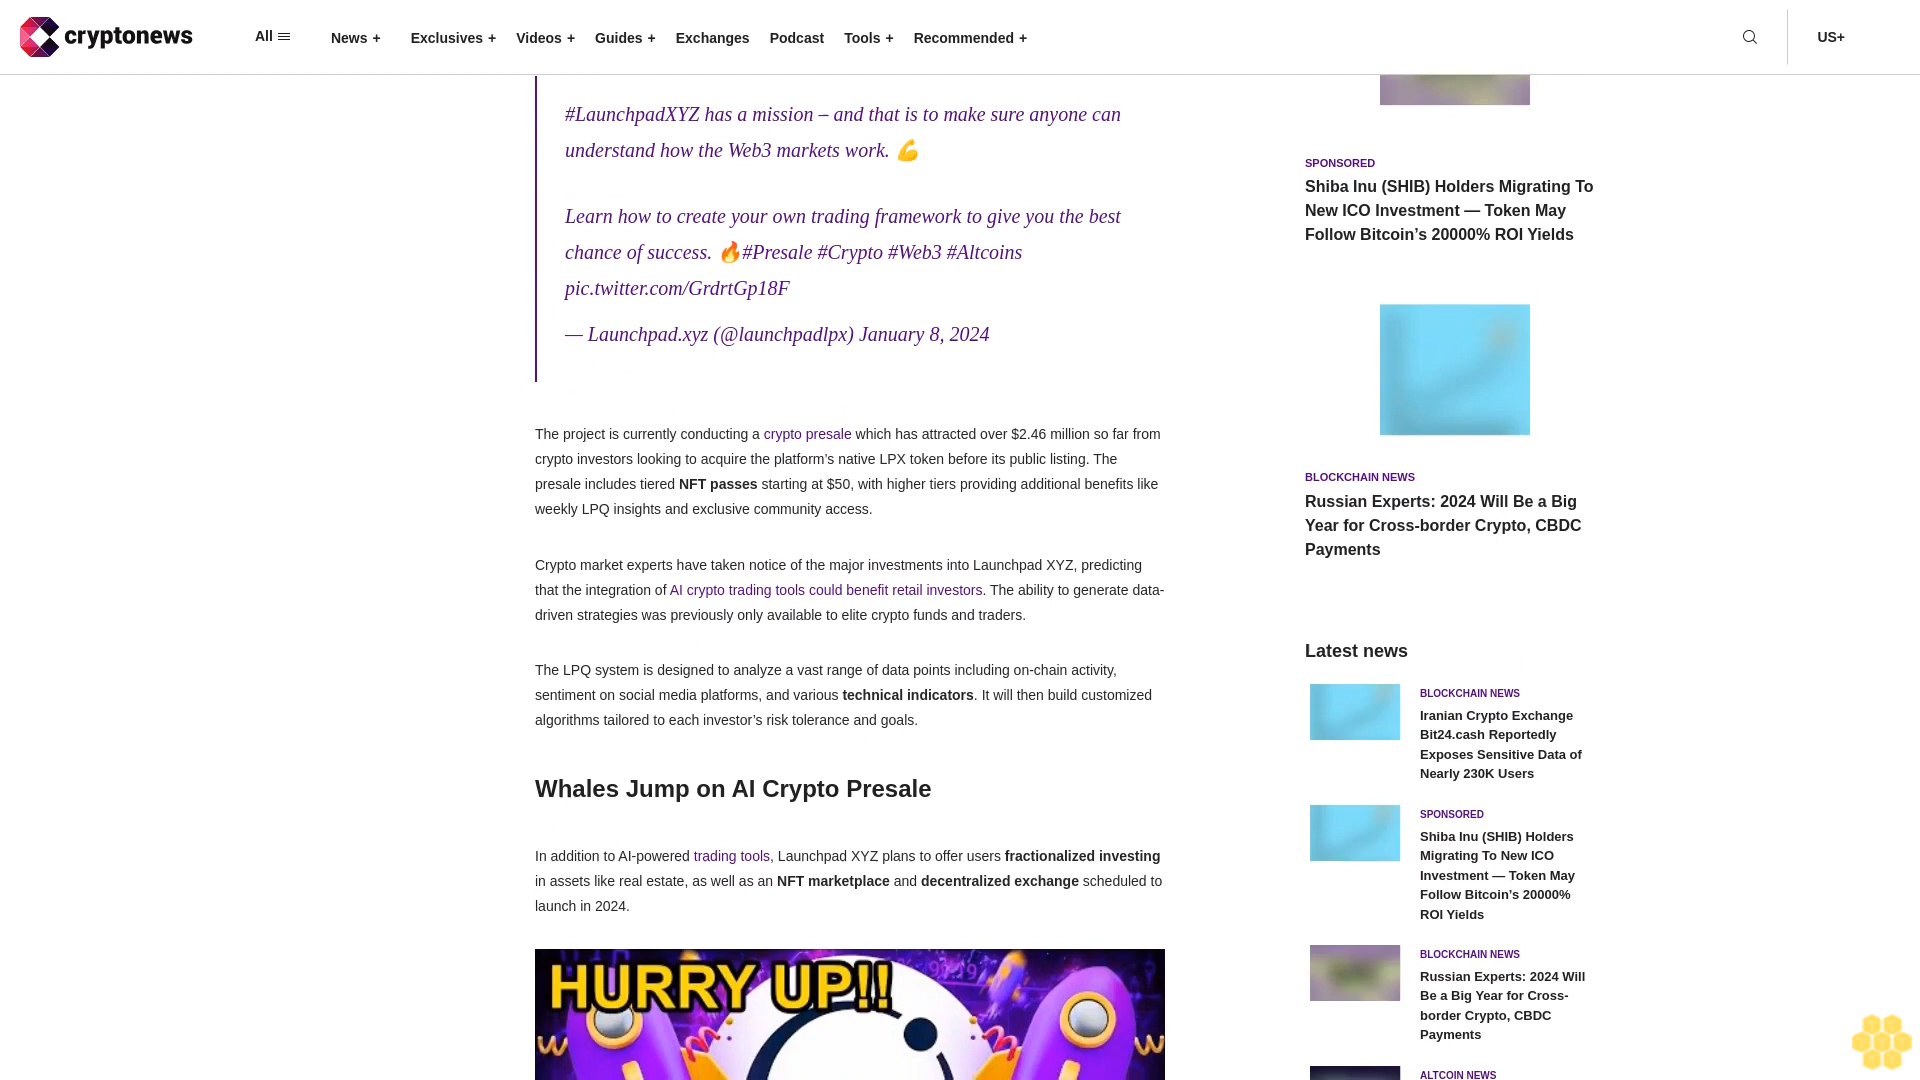 cryptonews
All
News +
Exclusives +
Videos +
Guides +
Exchanges
Podcast
Tools +
Recommended +
US+
#LaunchpadXYZ has a mission – and that is to make sure anyone can
understand how the Web3 markets work. 💪
Learn how to create your own trading framework to give you the best
chance of success. 🔥#Presale #Crypto #Web3 #Altcoins
pic.twitter.com/GrdrtGp18F
— Launchpad.xyz (@launchpadlpx) January 8, 2024
The project is currently conducting a crypto presale which has attracted over $2.46 million so far from
crypto investors looking to acquire the platform’s native LPX token before its public listing. The
presale includes tiered NFT passes starting at $50, with higher tiers providing additional benefits like
weekly LPQ insights and exclusive community access.
Crypto market experts have taken notice of the major investments into Launchpad XYZ, predicting
that the integration of AI crypto trading tools could benefit retail investors. The ability to generate data-
driven strategies was previously only available to elite crypto funds and traders.
The LPQ system is designed to analyze a vast range of data points including on-chain activity,
sentiment on social media platforms, and various technical indicators. It will then build customized
algorithms tailored to each investor’s risk tolerance and goals.
Whales Jump on AI Crypto Presale
In addition to AI-powered trading tools, Launchpad XYZ plans to offer users fractionalized investing
in assets like real estate, as well as an NFT marketplace and decentralized exchange scheduled to
launch in 2024.
HURRY UP!!
SPONSORED
Shiba Inu (SHIB) Holders Migrating To
New ICO Investment — Token May
Follow Bitcoin’s 20000% ROI Yields
BLOCKCHAIN NEWS
Russian Experts: 2024 Will Be a Big
Year for Cross-border Crypto, CBDC
Payments
Latest news
BLOCKCHAIN NEWS
Iranian Crypto Exchange
Bit24.cash Reportedly
Exposes Sensitive Data of
Nearly 230K Users
SPONSORED
Shiba Inu (SHIB) Holders
Migrating To New ICO
Investment — Token May
Follow Bitcoin’s 20000%
ROI Yields
BLOCKCHAIN NEWS
Russian Experts: 2024 Will
Be a Big Year for Cross-
border Crypto, CBDC
Payments
ALTCOIN NEWS